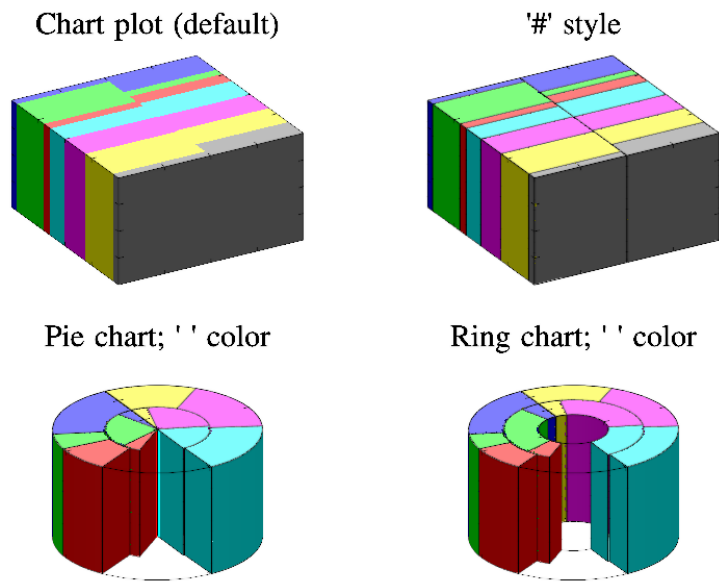 Chart plot (default)
'#' style
Pie chart; ' ' color
Ring chart; ' ' color